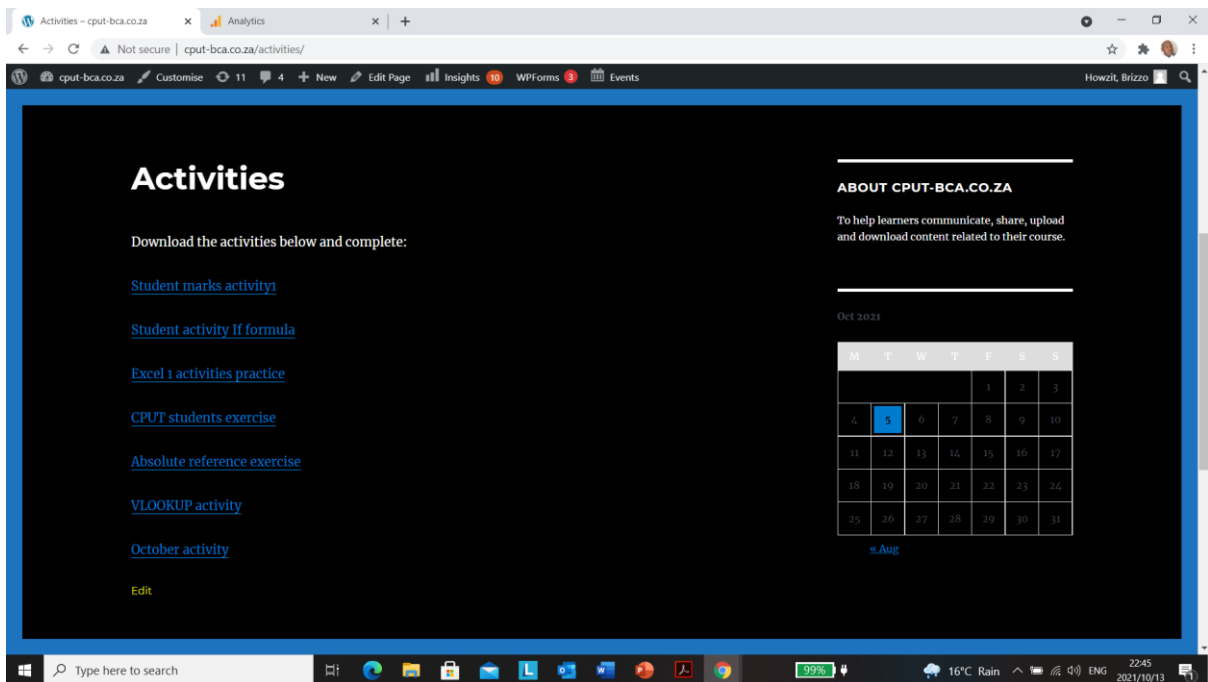 Activities – cput-bca.co.za
Analytics
Not secure | cput-bca.co.za/activities/
cput-bca.co.za Customise 11 4 New Edit Page Insights 10 WPForms 3 Events Howzit, Brizzo
Activities
Download the activities below and complete:
Student marks activity1
Student activity If formula
Excel 1 activities practice
CPUT students exercise
Absolute reference exercise
VLOOKUP activity
October activity
Edit
ABOUT CPUT-BCA.CO.ZA
To help learners communicate, share, upload
and download content related to their course.
Oct 2021
M T W T F S S
1 2 3
4 5 6 7 8 9 10
11 12 13 14 15 16 17
18 19 20 21 22 23 24
25 26 27 28 29 30 31
« Aug
Type here to search
99%
16°C Rain
ENG
22:45
2021/10/13